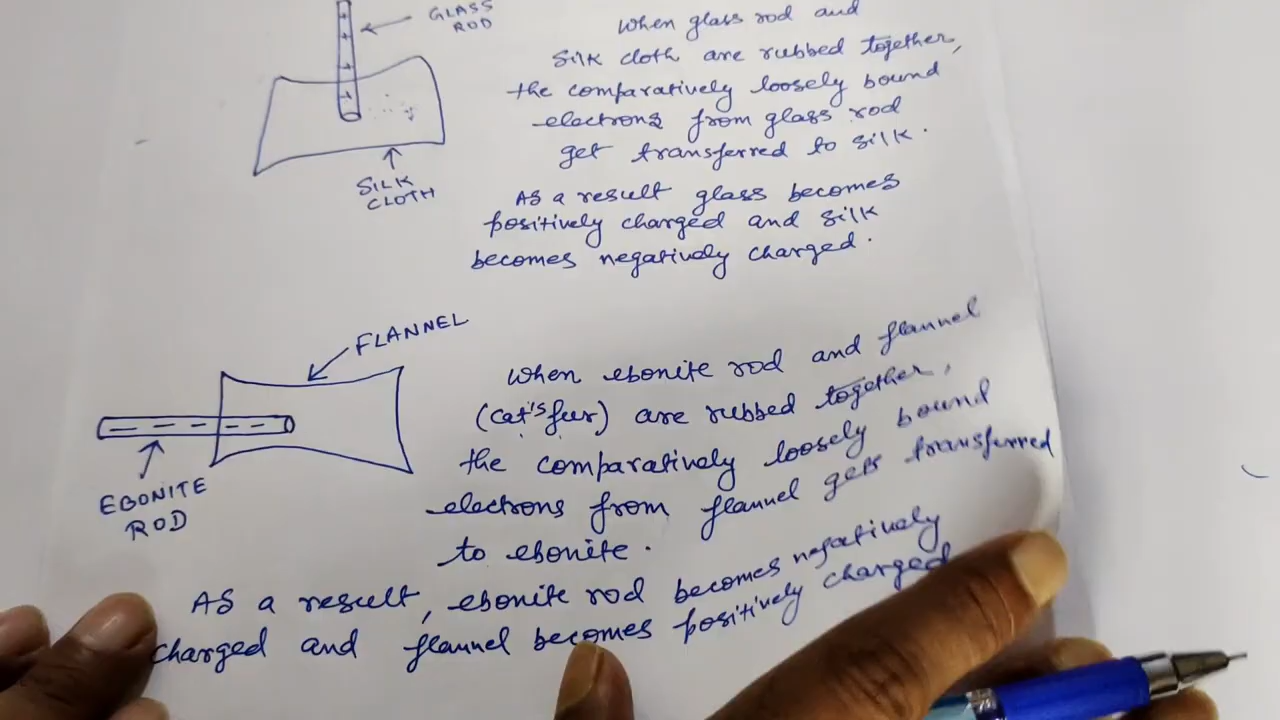 GLASS
ROD
SILK
CLOTH
When glass rod and
silk cloth are rubbed together,
the comparatively loosely bound
electrons from glass rod
get transferred to silk.
As a result glass becomes
positively charged and silk
becomes negatively charged.
FLANNEL
EBONITE
ROD
When ebonite rod and flannel
(cat's fur) are rubbed together,
the comparatively loosely bound
electrons from flannel gets transferred
to ebonite.
As a result, ebonite rod becomes negatively
charged and flannel becomes positively charged